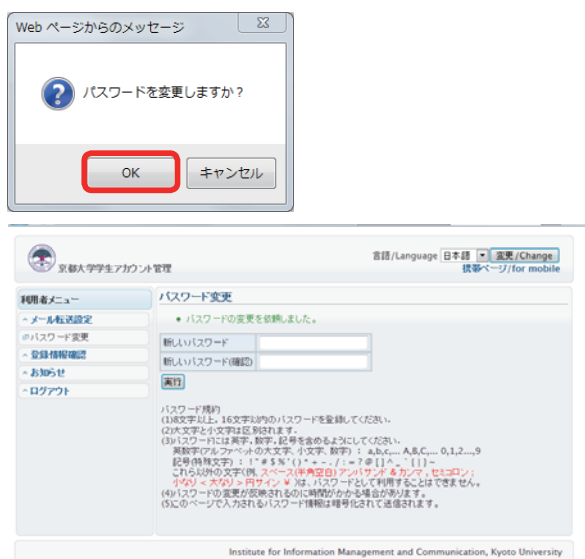 Web ページからのメッセージ
パスワードを変更しますか？
OK
キャンセル
京都大学学生アカウント管理
言語/Language 日本語 変更/Change
携帯ページ/for mobile
利用者メニュー
メール転送設定
パスワード変更
登録情報確認
お知らせ
ログアウト
パスワード変更
パスワードの変更を依頼しました。
新しいパスワード
新しいパスワード(確認)
実行
パスワード規約
(1)8文字以上，16文字以内のパスワードを登録してください．
(2)大文字と小文字は区別されます．
(3)パスワードには英字，数字，記号を含めるようにしてください．
英数字(アルファベットの大文字, 小文字, 数字) ： a,b,c,... A,B,C,... 0,1,2...,9
記号(特殊文字) ： ! " # $ % ' ( ) * + - . / : = ? @ [ ] ^ _ ` { | } ~
これら以外の文字(例, スペース(半角空白) アンパサンド & カンマ , セミコロン ;
小なり < 大なり > 円サイン ¥ )は、パスワードとして利用することはできません。
(4)パスワードの変更が反映されるのに時間がかかる場合があります。
(5)このページで入力されるパスワード情報は暗号化されて送信されます。
Institute for Information Management and Communication, Kyoto University